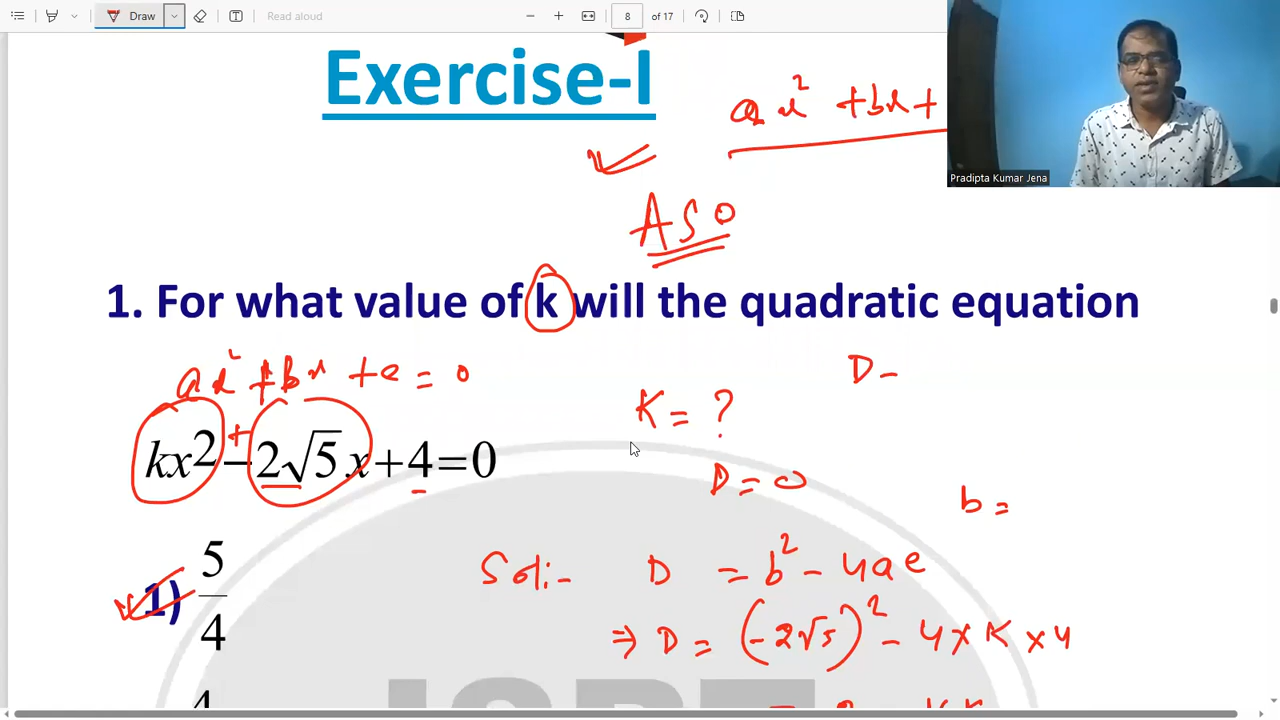 Draw
Read aloud
8 of 17
Exercise-I
ax² + bx +
Pradipta Kumar Jena
ASO
1. For what value of k will the quadratic equation
ax² + bx + c = 0
D -
K = ?
+
kx2 − 2√5x + 4 = 0
D = 0
b =
Sol:- D = b² - 4ac
1) 5/4
⇒ D = (-2√5)² - 4 × K × 4
4